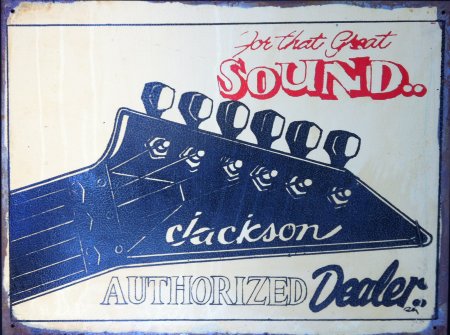 for that Great
SOUND..
Jackson
AUTHORIZED Dealer..